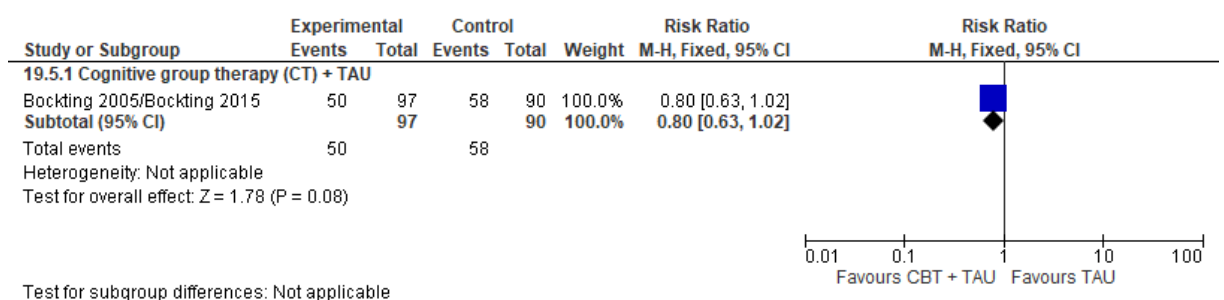 Experimental Control Risk Ratio Risk Ratio
Study or Subgroup Events Total Events Total Weight M-H, Fixed, 95% CI M-H, Fixed, 95% CI
19.5.1 Cognitive group therapy (CT) + TAU
Bockting 2005/Bockting 2015 50 97 58 90 100.0% 0.80 [0.63, 1.02]
Subtotal (95% CI) 97 90 100.0% 0.80 [0.63, 1.02]
Total events 50 58
Heterogeneity: Not applicable
Test for overall effect: Z = 1.78 (P = 0.08)
0.01 0.1 1 10 100
Favours CBT + TAU Favours TAU
Test for subgroup differences: Not applicable